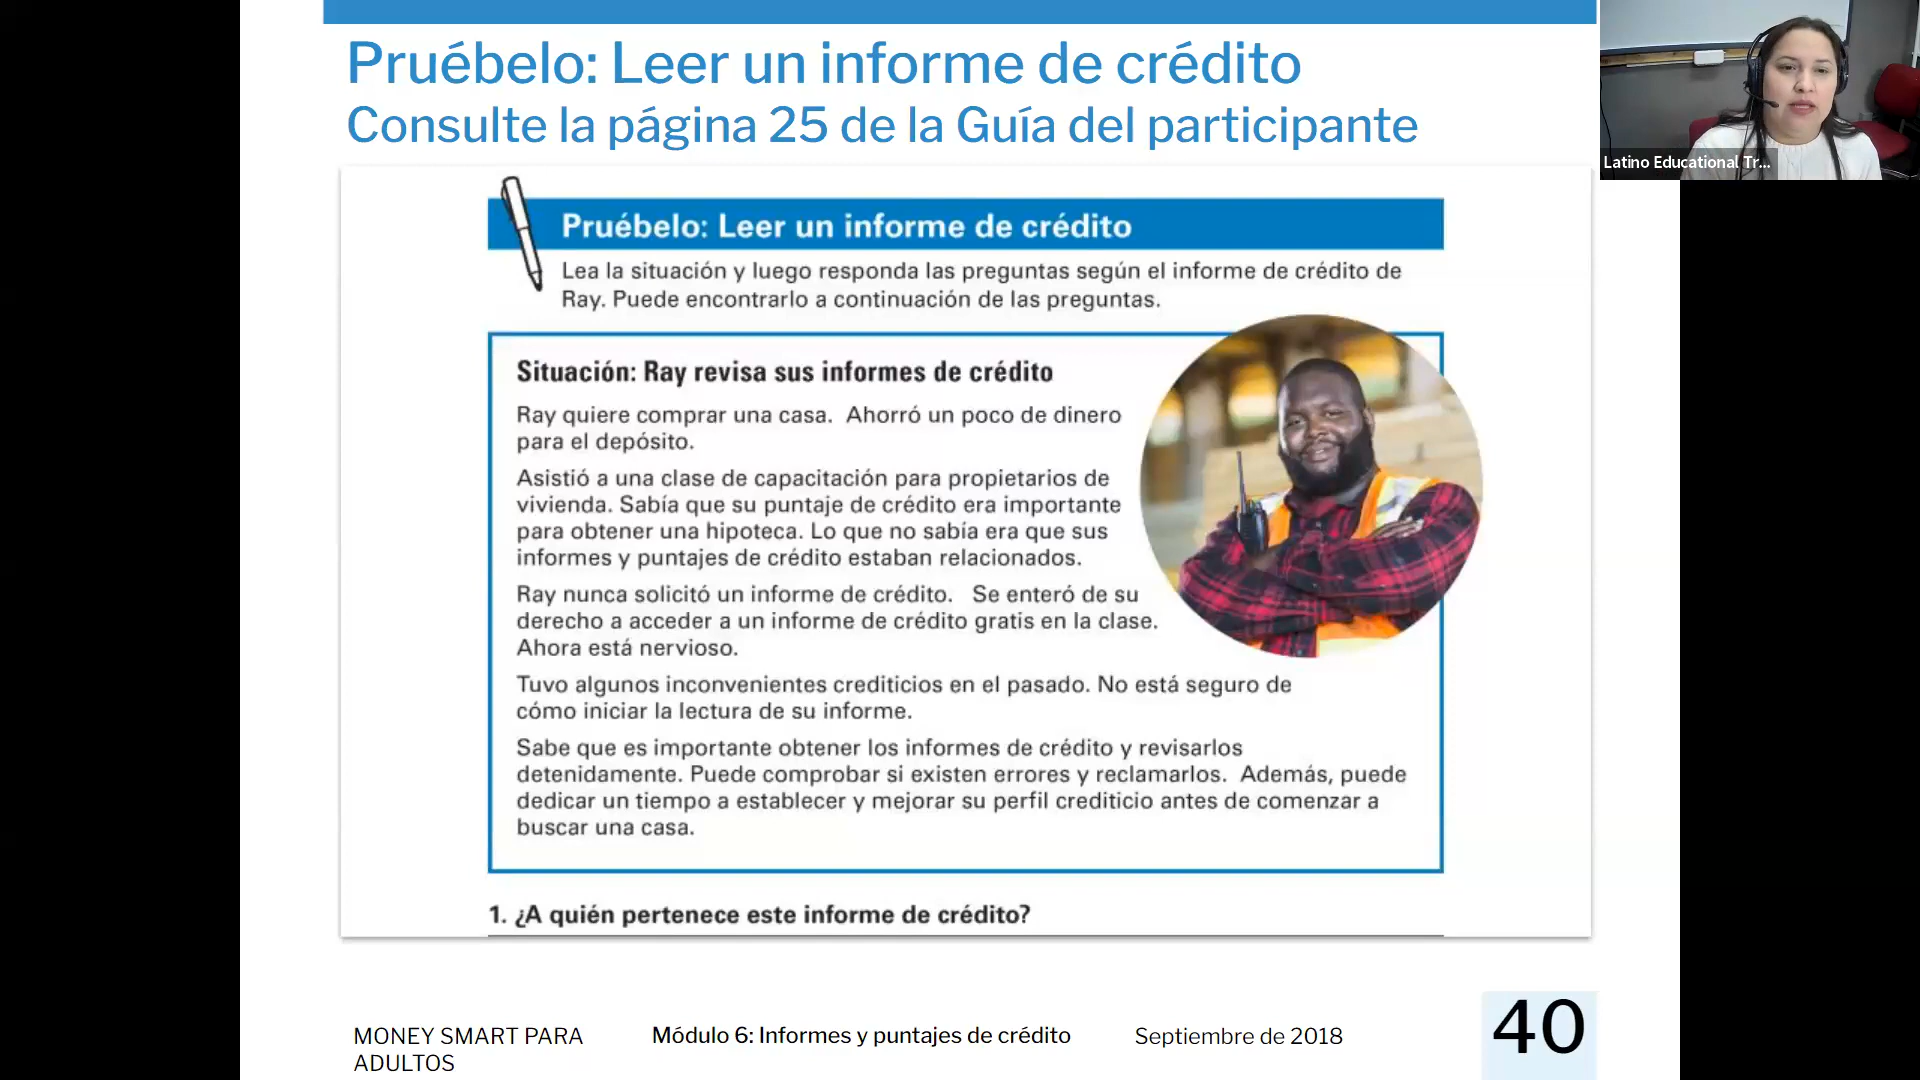 Pruébelo: Leer un informe de crédito
Consulte la página 25 de la Guía del participante
Latino Educational Tr...
Pruébelo: Leer un informe de crédito
Lea la situación y luego responda las preguntas según el informe de crédito de
Ray. Puede encontrarlo a continuación de las preguntas.
Situación: Ray revisa sus informes de crédito
Ray quiere comprar una casa. Ahorró un poco de dinero
para el depósito.
Asistió a una clase de capacitación para propietarios de
vivienda. Sabía que su puntaje de crédito era importante
para obtener una hipoteca. Lo que no sabía era que sus
informes y puntajes de crédito estaban relacionados.
Ray nunca solicitó un informe de crédito. Se enteró de su
derecho a acceder a un informe de crédito gratis en la clase.
Ahora está nervioso.
Tuvo algunos inconvenientes crediticios en el pasado. No está seguro de
cómo iniciar la lectura de su informe.
Sabe que es importante obtener los informes de crédito y revisarlos
detenidamente. Puede comprobar si existen errores y reclamarlos. Además, puede
dedicar un tiempo a establecer y mejorar su perfil crediticio antes de comenzar a
buscar una casa.
1. ¿A quién pertenece este informe de crédito?
MONEY SMART PARA
ADULTOS
Módulo 6: Informes y puntajes de crédito
Septiembre de 2018
40